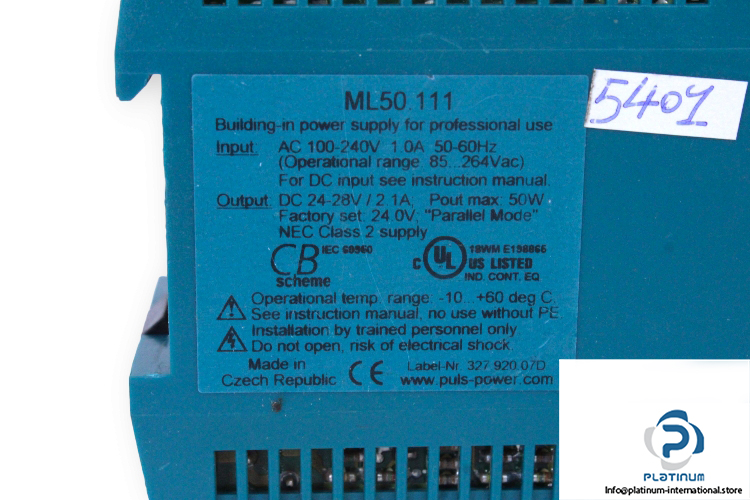 ML50.111
5401
Building-in power supply for professional use
Input: AC 100-240V 1.0A 50-60Hz
(Operational range 85...264Vac)
For DC input see instruction manual.
Output: DC 24-28V / 2.1A; Pout max: 50W
Factory set: 24.0V; "Parallel Mode"
NEC Class 2 supply
CB IEC 60950
scheme
C UL US LISTED
18WM E198865
IND. CONT. EQ
Operational temp. range: -10...+60 deg C
See instruction manual, no use without PE
Installation by trained personnel only
Do not open, risk of electrical shock
Made in
Czech Republic
CE
Label-Nr. 327.920.07D
www.puls-power.com
PLATINUM
Info@platinum-international.store